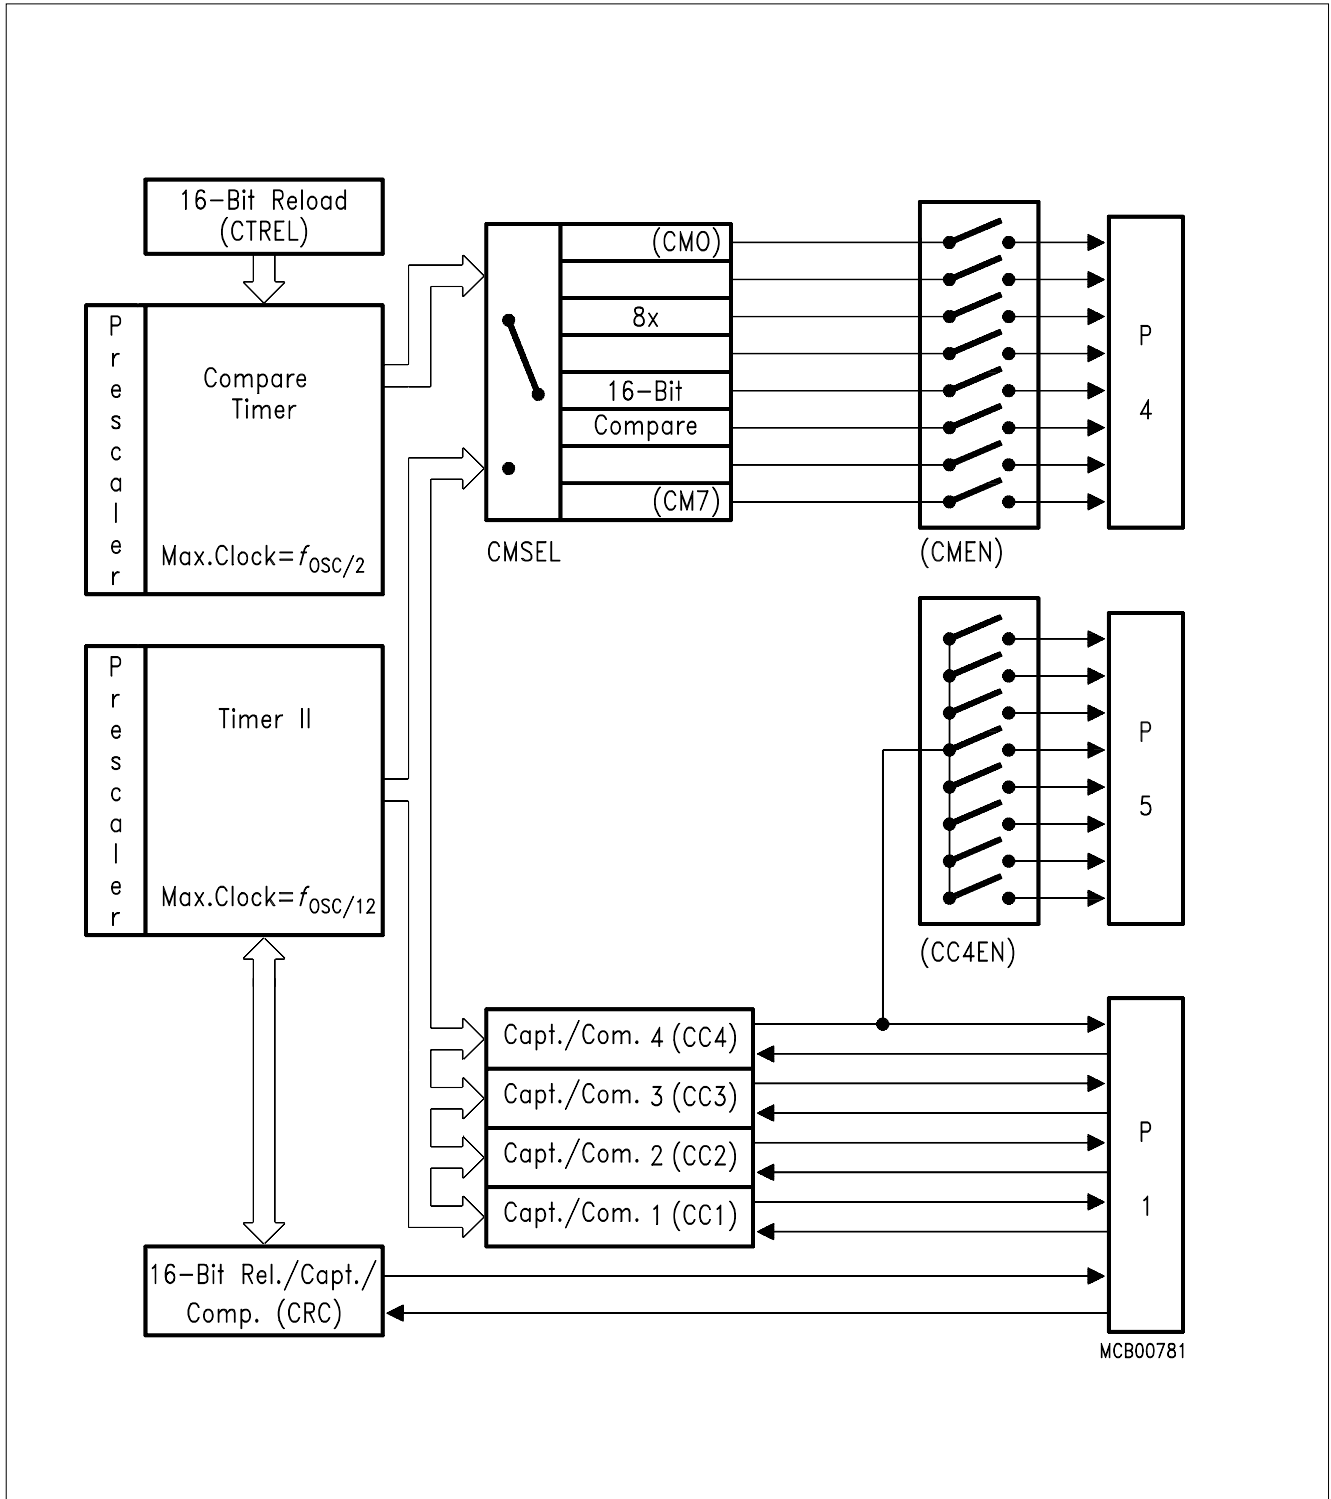 16-Bit Reload
(CTREL)
Prescaler
Compare
Timer
Max.Clock=fOSC/2
(CM0)
8x
16-Bit
Compare
(CM7)
CMSEL
(CMEN)
P
4
Prescaler
Timer II
Max.Clock=fOSC/12
P
5
(CC4EN)
Capt./Com. 4 (CC4)
Capt./Com. 3 (CC3)
Capt./Com. 2 (CC2)
Capt./Com. 1 (CC1)
P
1
16-Bit Rel./Capt./
Comp. (CRC)
MCB00781